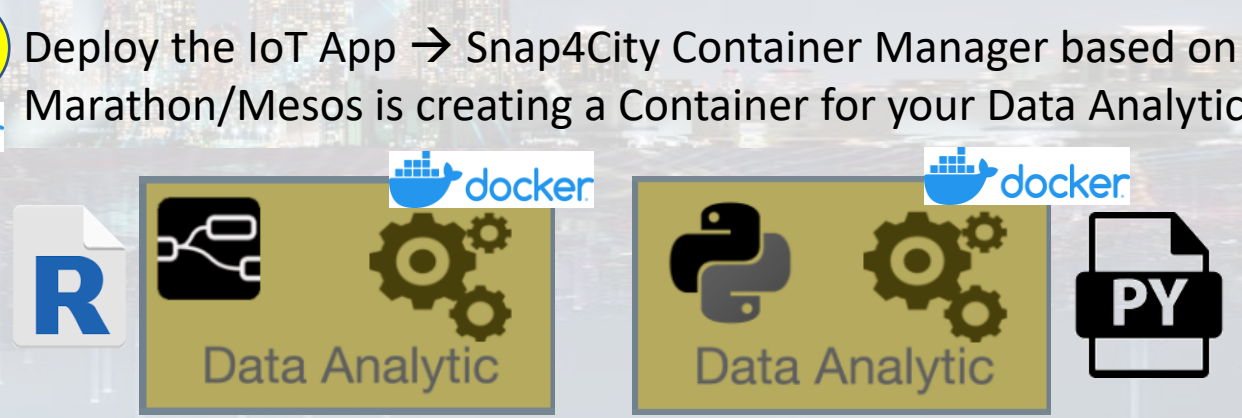 Deploy the IoT App → Snap4City Container Manager based on
Marathon/Mesos is creating a Container for your Data Analytic
docker
docker
R
PY
Data Analytic
Data Analytic